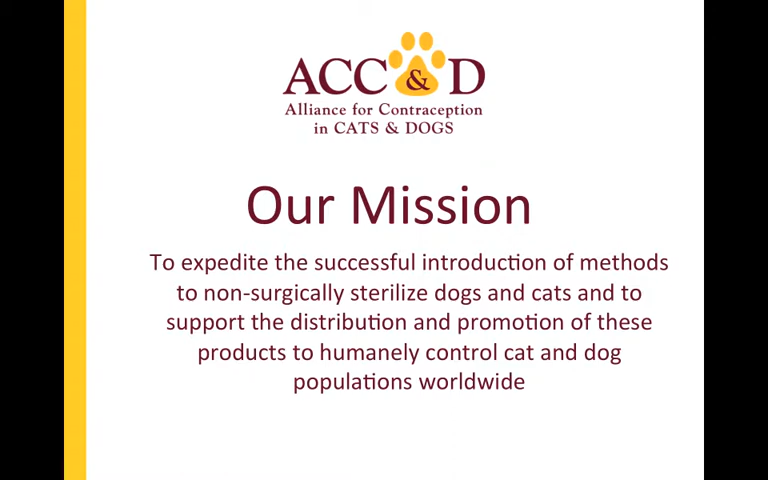 ACC&D
Alliance for Contraception
in CATS & DOGS
Our Mission
To expedite the successful introduction of methods
to non-surgically sterilize dogs and cats and to
support the distribution and promotion of these
products to humanely control cat and dog
populations worldwide